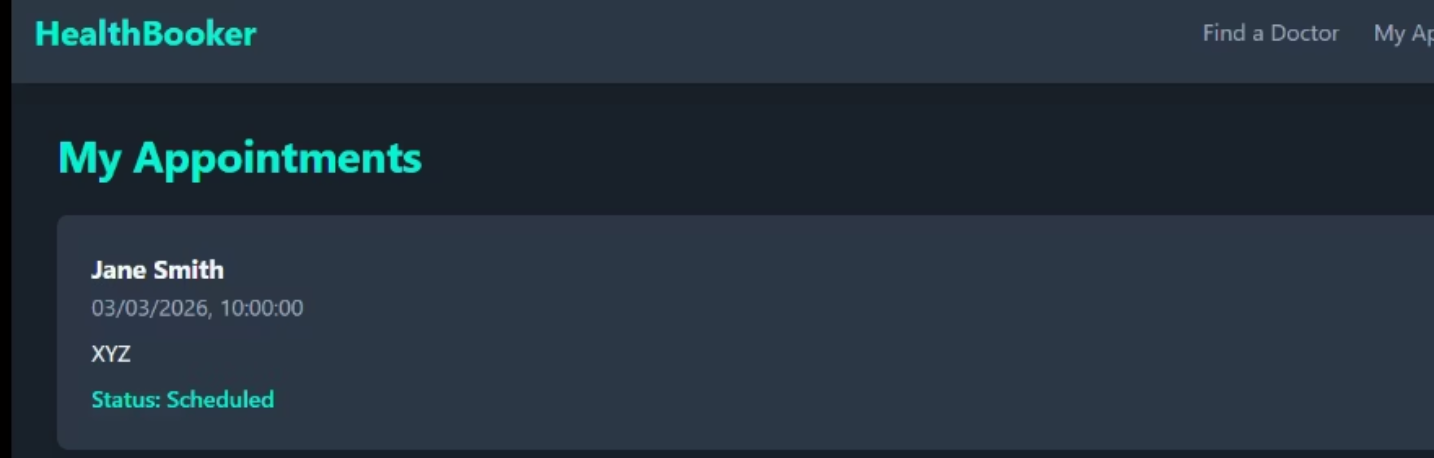 HealthBooker
Find a Doctor
My Appointments
Jane Smith
03/03/2026, 10:00:00
XYZ
Status: Scheduled